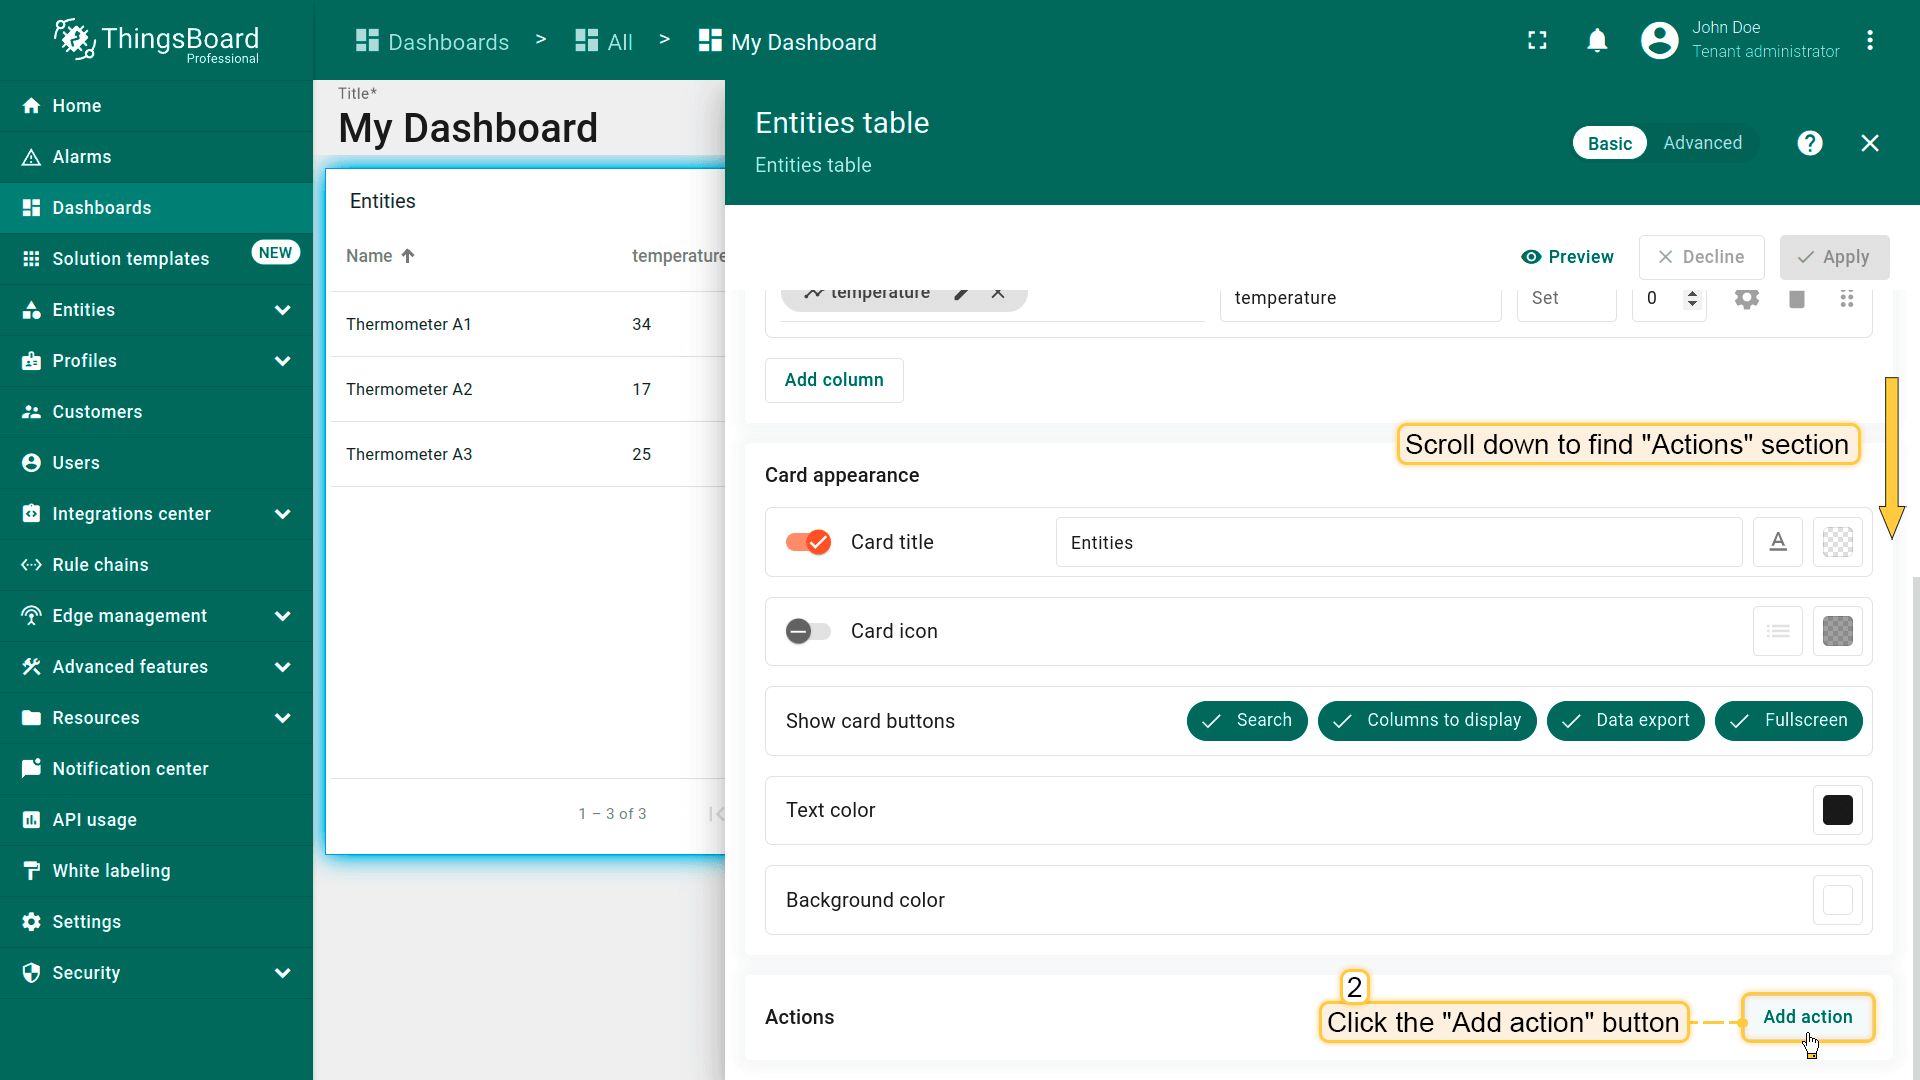 ThingsBoard
Professional
Dashboards > All > My Dashboard
John Doe
Tenant administrator
Home
Alarms
Dashboards
Solution templates NEW
Entities
Profiles
Customers
Users
Integrations center
Rule chains
Edge management
Advanced features
Resources
Notification center
API usage
White labeling
Settings
Security
Title*
My Dashboard
Entities
Name temperature
Thermometer A1 34
Thermometer A2 17
Thermometer A3 25
1 – 3 of 3
Entities table
Entities table
Basic Advanced
Preview Decline Apply
temperature temperature Set 0
Add column
Scroll down to find "Actions" section
Card appearance
Card title Entities
Card icon
Show card buttons Search Columns to display Data export Fullscreen
Text color
Background color
2
Actions Click the "Add action" button Add action